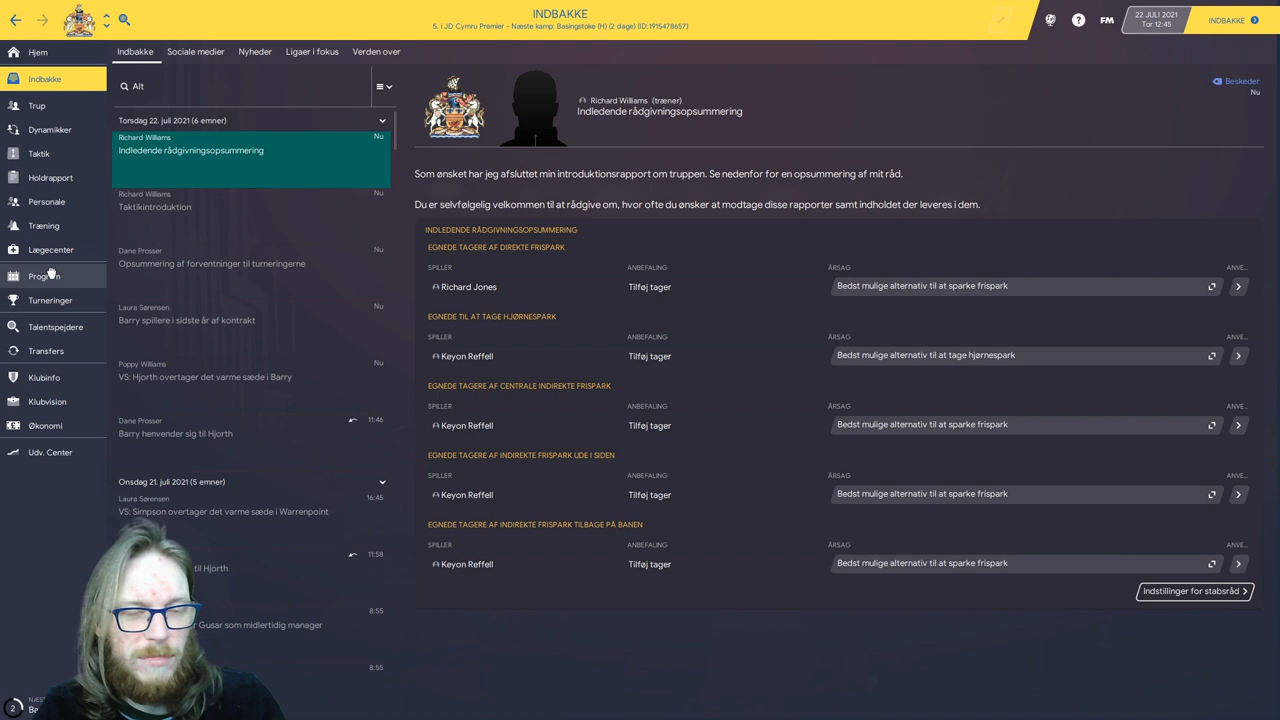 INDBAKKE
5. i JD Cymru Premier - Næste kamp: Basingstoke (H) (2 dage) (ID:1915478657)
FM
22 JULI 2021
Tor 12:45
INDBAKKE
Hjem
Indbakke
Trup
Dynamikker
Taktik
Holdrapport
Personale
Træning
Lægecenter
Program
Turneringer
Talentspejdere
Transfers
Klubinfo
Klubvision
Økonomi
Udv. Center
2
Indbakke Sociale medier Nyheder Ligaer i fokus Verden over
Alt
Torsdag 22. juli 2021 (6 emner)
Richard Williams Nu
Indledende rådgivningsopsummering
Richard Williams Nu
Taktikintroduktion
Dane Prosser Nu
Opsummering af forventninger til turneringerne
Laura Sørensen Nu
Barry spillere i sidste år af kontrakt
Poppy Williams Nu
VS: Hjorth overtager det varme sæde i Barry
Dane Prosser 11:46
Barry henvender sig til Hjorth
Onsdag 21. juli 2021 (5 emner)
Laura Sørensen 16:45
VS: Simpson overtager det varme sæde i Warrenpoint
11:58
til Hjorth
8:55
Gusar som midlertidig manager
8:55
Richard Williams (træner)
Indledende rådgivningsopsummering
Beskeder
Nu
Som ønsket har jeg afsluttet min introduktionsrapport om truppen. Se nedenfor for en opsummering af mit råd.
Du er selvfølgelig velkommen til at rådgive om, hvor ofte du ønsker at modtage disse rapporter samt indholdet der leveres i dem.
INDLEDENDE RÅDGIVNINGSOPSUMMERING
EGNEDE TAGERE AF DIREKTE FRISPARK
SPILLER ANBEFALING ÅRSAG ANVE...
Richard Jones Tilføj tager Bedst mulige alternativ til at sparke frispark
EGNEDE TIL AT TAGE HJØRNESPARK
SPILLER ANBEFALING ÅRSAG ANVE...
Keyon Reffell Tilføj tager Bedst mulige alternativ til at tage hjørnespark
EGNEDE TAGERE AF CENTRALE INDIREKTE FRISPARK
SPILLER ANBEFALING ÅRSAG ANVE...
Keyon Reffell Tilføj tager Bedst mulige alternativ til at sparke frispark
EGNEDE TAGERE AF INDIREKTE FRISPARK UDE I SIDEN
SPILLER ANBEFALING ÅRSAG ANVE...
Keyon Reffell Tilføj tager Bedst mulige alternativ til at sparke frispark
EGNEDE TAGERE AF INDIREKTE FRISPARK TILBAGE PÅ BANEN
SPILLER ANBEFALING ÅRSAG ANVE...
Keyon Reffell Tilføj tager Bedst mulige alternativ til at sparke frispark
Indstillinger for stabsråd